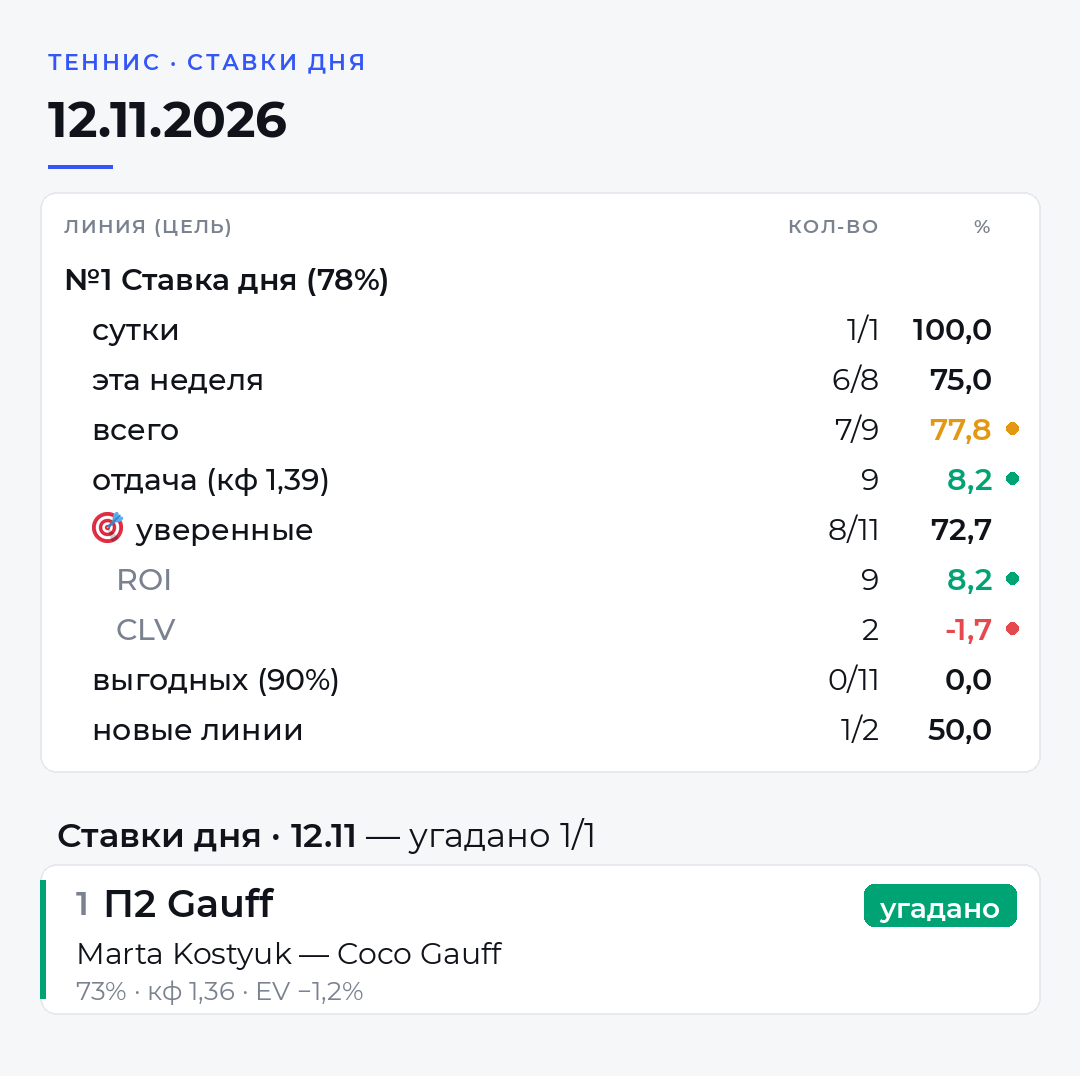 ТЕННИС · СТАВКИ ДНЯ
12.11.2026
ЛИНИЯ (ЦЕЛЬ) КОЛ-ВО %
№1 Ставка дня (78%)
сутки 1/1 100,0
эта неделя 6/8 75,0
всего 7/9 77,8
отдача (кф 1,39) 9 8,2
уверенные 8/11 72,7
ROI 9 8,2
CLV 2 -1,7
выгодных (90%) 0/11 0,0
новые линии 1/2 50,0
Ставки дня · 12.11 — угадано 1/1
1 П2 Gauff угадано
Marta Kostyuk — Coco Gauff
73% · кф 1,36 · EV −1,2%